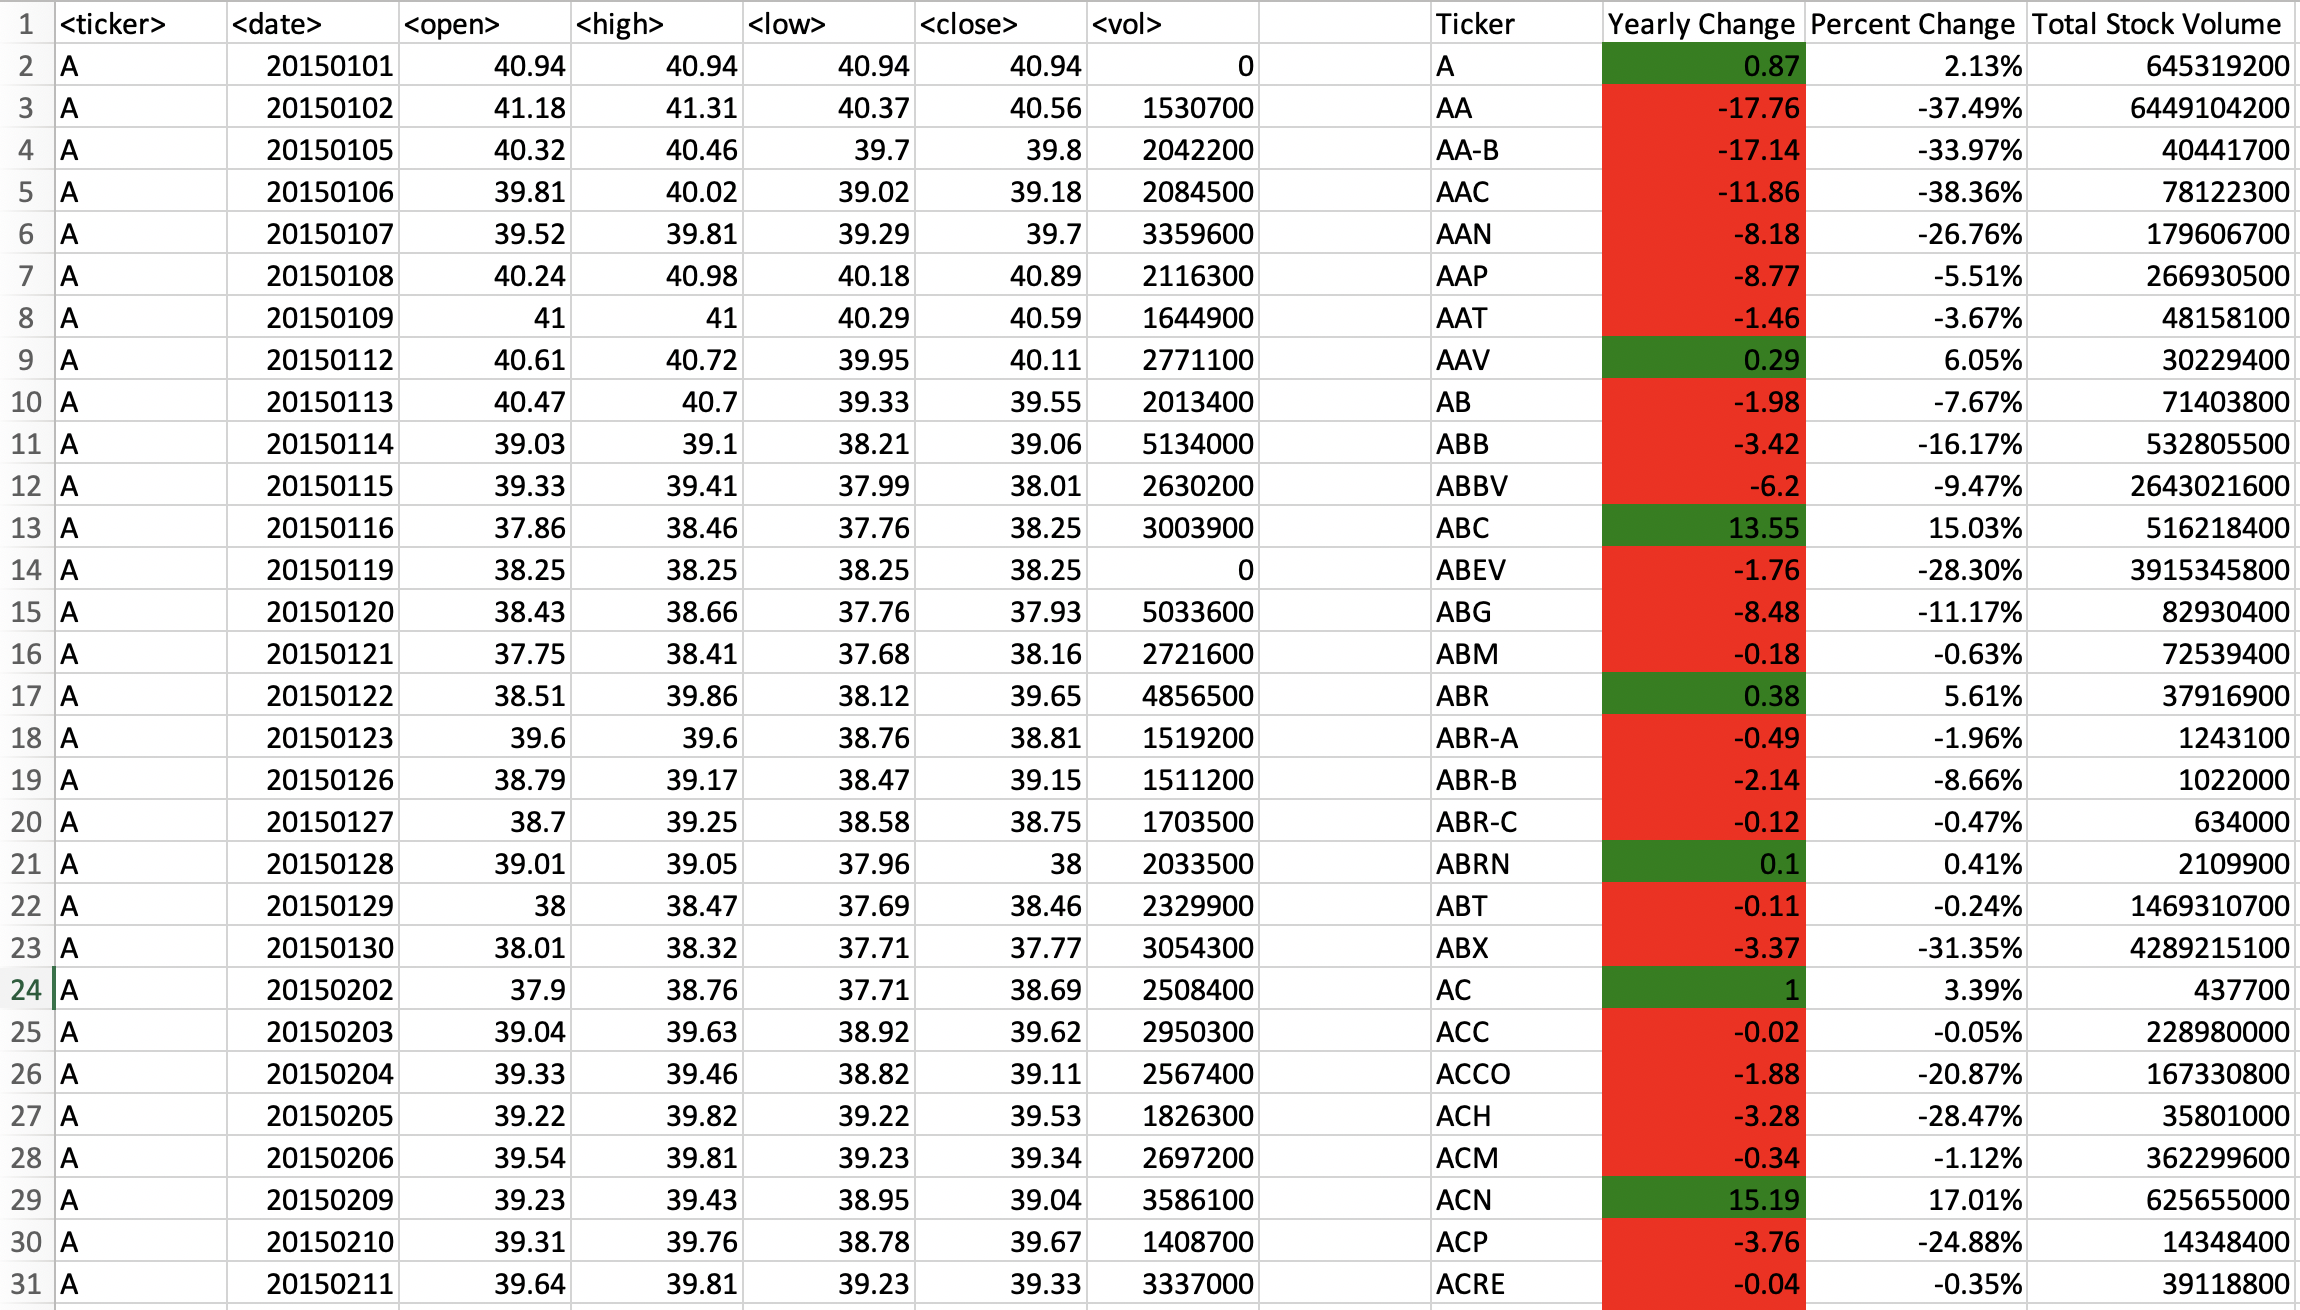 1 <ticker> <date> <open> <high> <low> <close> <vol> Ticker Yearly Change Percent Change Total Stock Volume
2 A 20150101 40.94 40.94 40.94 40.94 0 A 0.87 2.13% 645319200
3 A 20150102 41.18 41.31 40.37 40.56 1530700 AA -17.76 -37.49% 6449104200
4 A 20150105 40.32 40.46 39.7 39.8 2042200 AA-B -17.14 -33.97% 40441700
5 A 20150106 39.81 40.02 39.02 39.18 2084500 AAC -11.86 -38.36% 78122300
6 A 20150107 39.52 39.81 39.29 39.7 3359600 AAN -8.18 -26.76% 179606700
7 A 20150108 40.24 40.98 40.18 40.89 2116300 AAP -8.77 -5.51% 266930500
8 A 20150109 41 41 40.29 40.59 1644900 AAT -1.46 -3.67% 48158100
9 A 20150112 40.61 40.72 39.95 40.11 2771100 AAV 0.29 6.05% 30229400
10 A 20150113 40.47 40.7 39.33 39.55 2013400 AB -1.98 -7.67% 71403800
11 A 20150114 39.03 39.1 38.21 39.06 5134000 ABB -3.42 -16.17% 532805500
12 A 20150115 39.33 39.41 37.99 38.01 2630200 ABBV -6.2 -9.47% 2643021600
13 A 20150116 37.86 38.46 37.76 38.25 3003900 ABC 13.55 15.03% 516218400
14 A 20150119 38.25 38.25 38.25 38.25 0 ABEV -1.76 -28.30% 3915345800
15 A 20150120 38.43 38.66 37.76 37.93 5033600 ABG -8.48 -11.17% 82930400
16 A 20150121 37.75 38.41 37.68 38.16 2721600 ABM -0.18 -0.63% 72539400
17 A 20150122 38.51 39.86 38.12 39.65 4856500 ABR 0.38 5.61% 37916900
18 A 20150123 39.6 39.6 38.76 38.81 1519200 ABR-A -0.49 -1.96% 1243100
19 A 20150126 38.79 39.17 38.47 39.15 1511200 ABR-B -2.14 -8.66% 1022000
20 A 20150127 38.7 39.25 38.58 38.75 1703500 ABR-C -0.12 -0.47% 634000
21 A 20150128 39.01 39.05 37.96 38 2033500 ABRN 0.1 0.41% 2109900
22 A 20150129 38 38.47 37.69 38.46 2329900 ABT -0.11 -0.24% 1469310700
23 A 20150130 38.01 38.32 37.71 37.77 3054300 ABX -3.37 -31.35% 4289215100
24 A 20150202 37.9 38.76 37.71 38.69 2508400 AC 1 3.39% 437700
25 A 20150203 39.04 39.63 38.92 39.62 2950300 ACC -0.02 -0.05% 228980000
26 A 20150204 39.33 39.46 38.82 39.11 2567400 ACCO -1.88 -20.87% 167330800
27 A 20150205 39.22 39.82 39.22 39.53 1826300 ACH -3.28 -28.47% 35801000
28 A 20150206 39.54 39.81 39.23 39.34 2697200 ACM -0.34 -1.12% 362299600
29 A 20150209 39.23 39.43 38.95 39.04 3586100 ACN 15.19 17.01% 625655000
30 A 20150210 39.31 39.76 38.78 39.67 1408700 ACP -3.76 -24.88% 14348400
31 A 20150211 39.64 39.81 39.23 39.33 3337000 ACRE -0.04 -0.35% 39118800